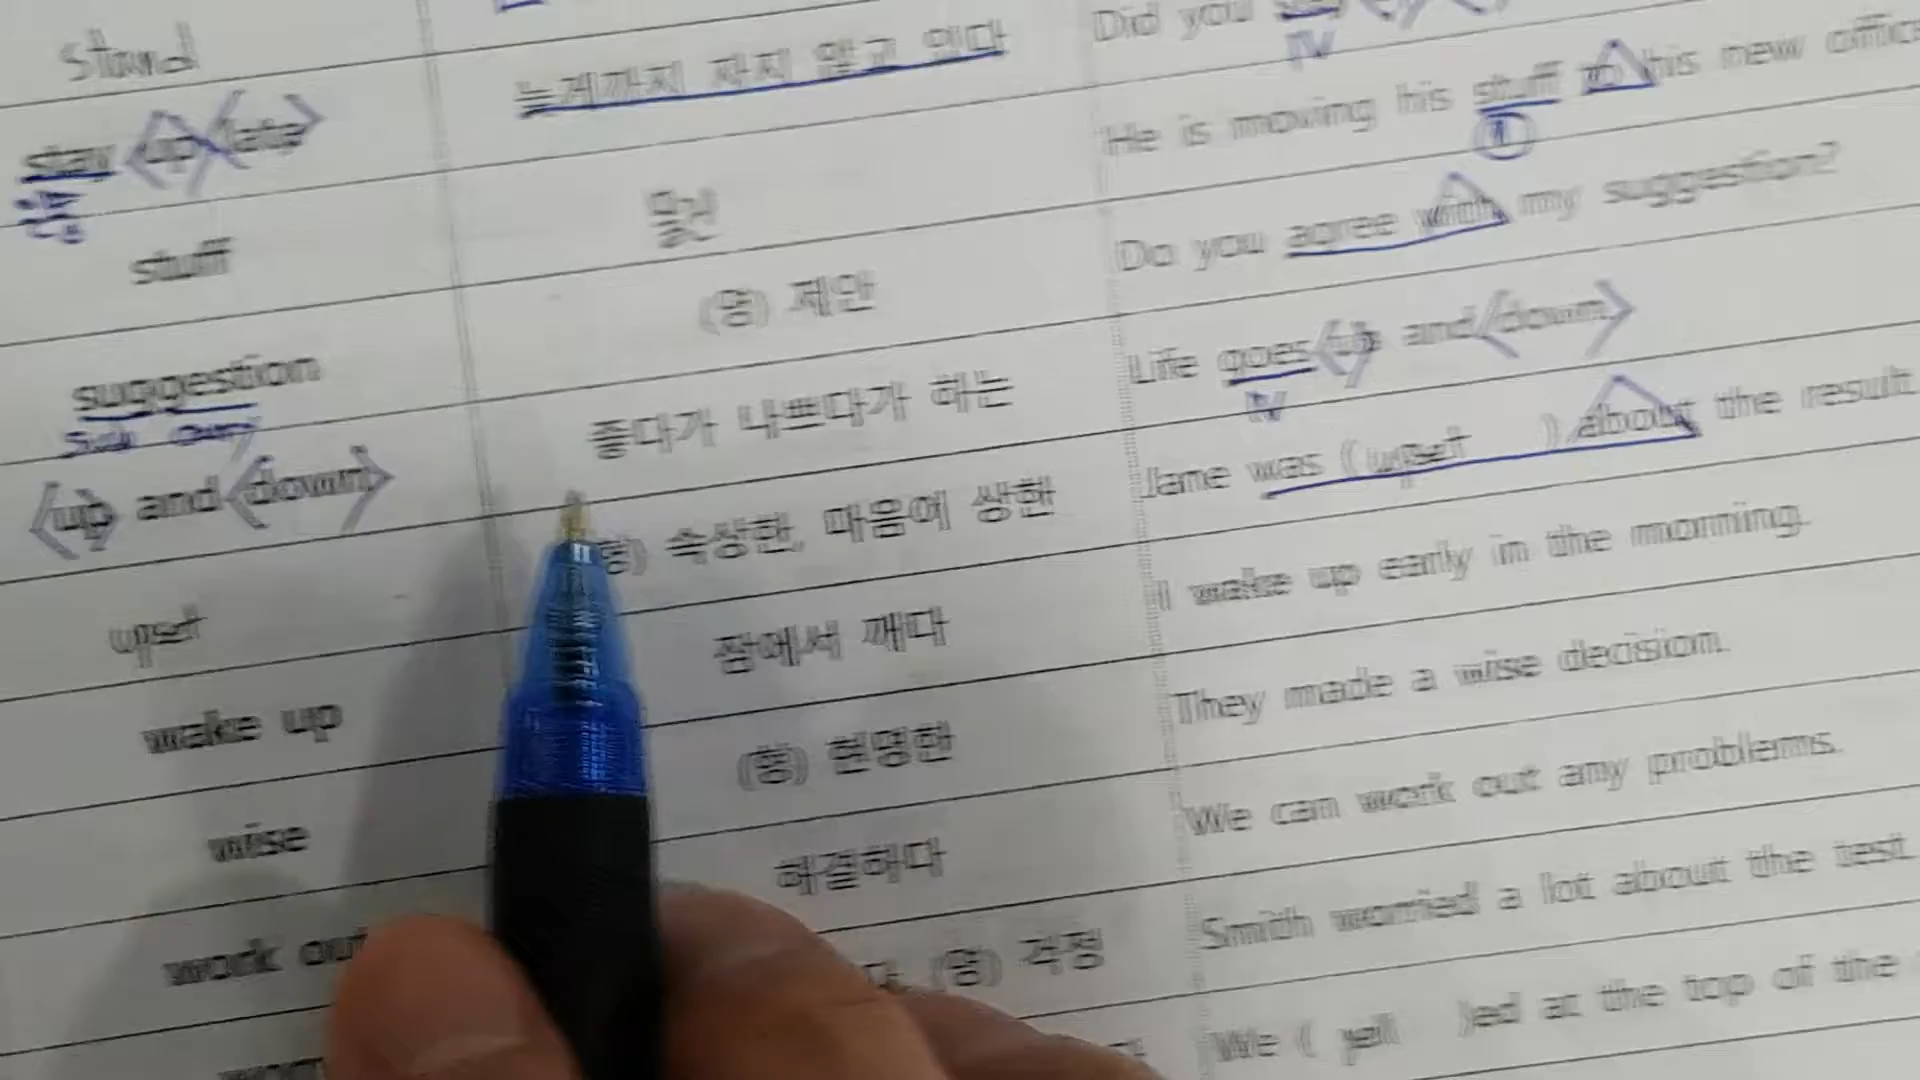 stand
Did you
stay up late
늦게까지 자지 않고 있다
He is moving his stuff to his new office
stuff
물건
Do you agree with my suggestion?
suggestion
(명) 제안
Life goes up and down
up and down
좋다가 나쁘다가 하는
Jane was ( upset ) about the result.
upset
형) 속상한, 마음에 쌍한
I wake up early in the morning.
wake up
잠에서 깨다
They made a wise decision.
wise
(형) 현명한
We can work out any problems.
work out
해결하다
Smith worried a lot about the test.
(명) 걱정
We ( yell )ed at the top of the